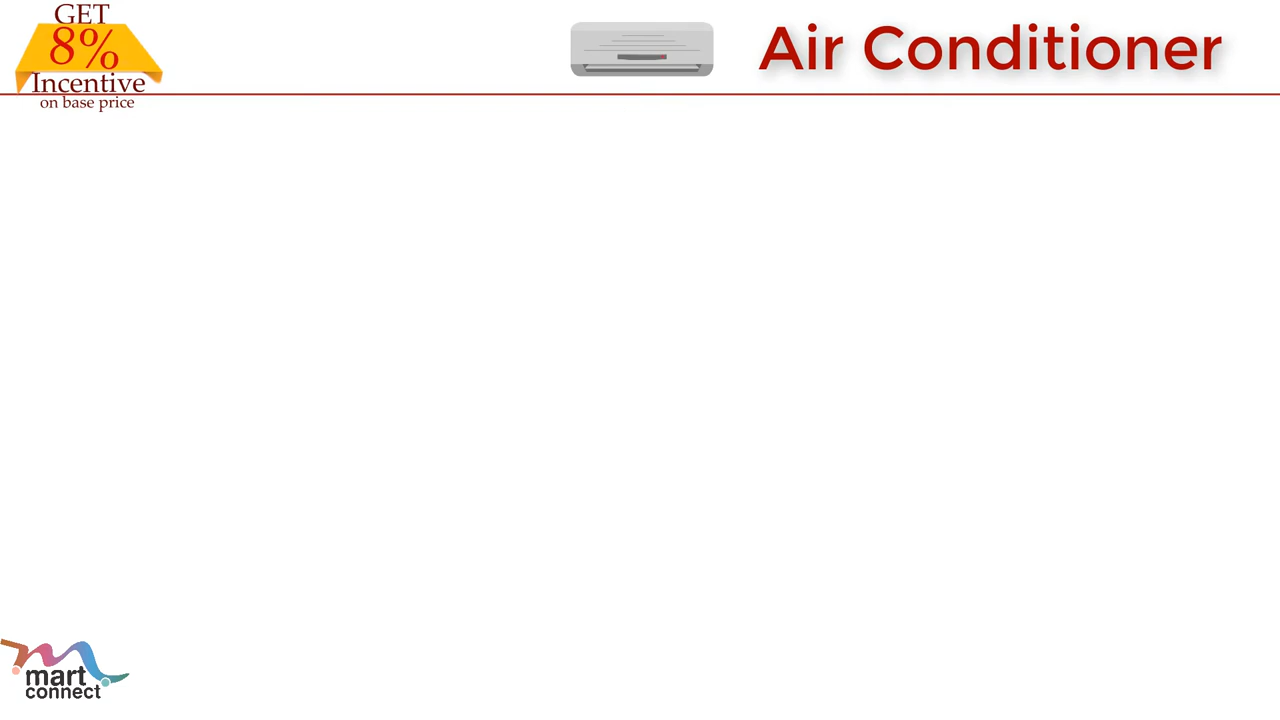 GET
8%
Incentive
on base price
Air Conditioner
mart
connect